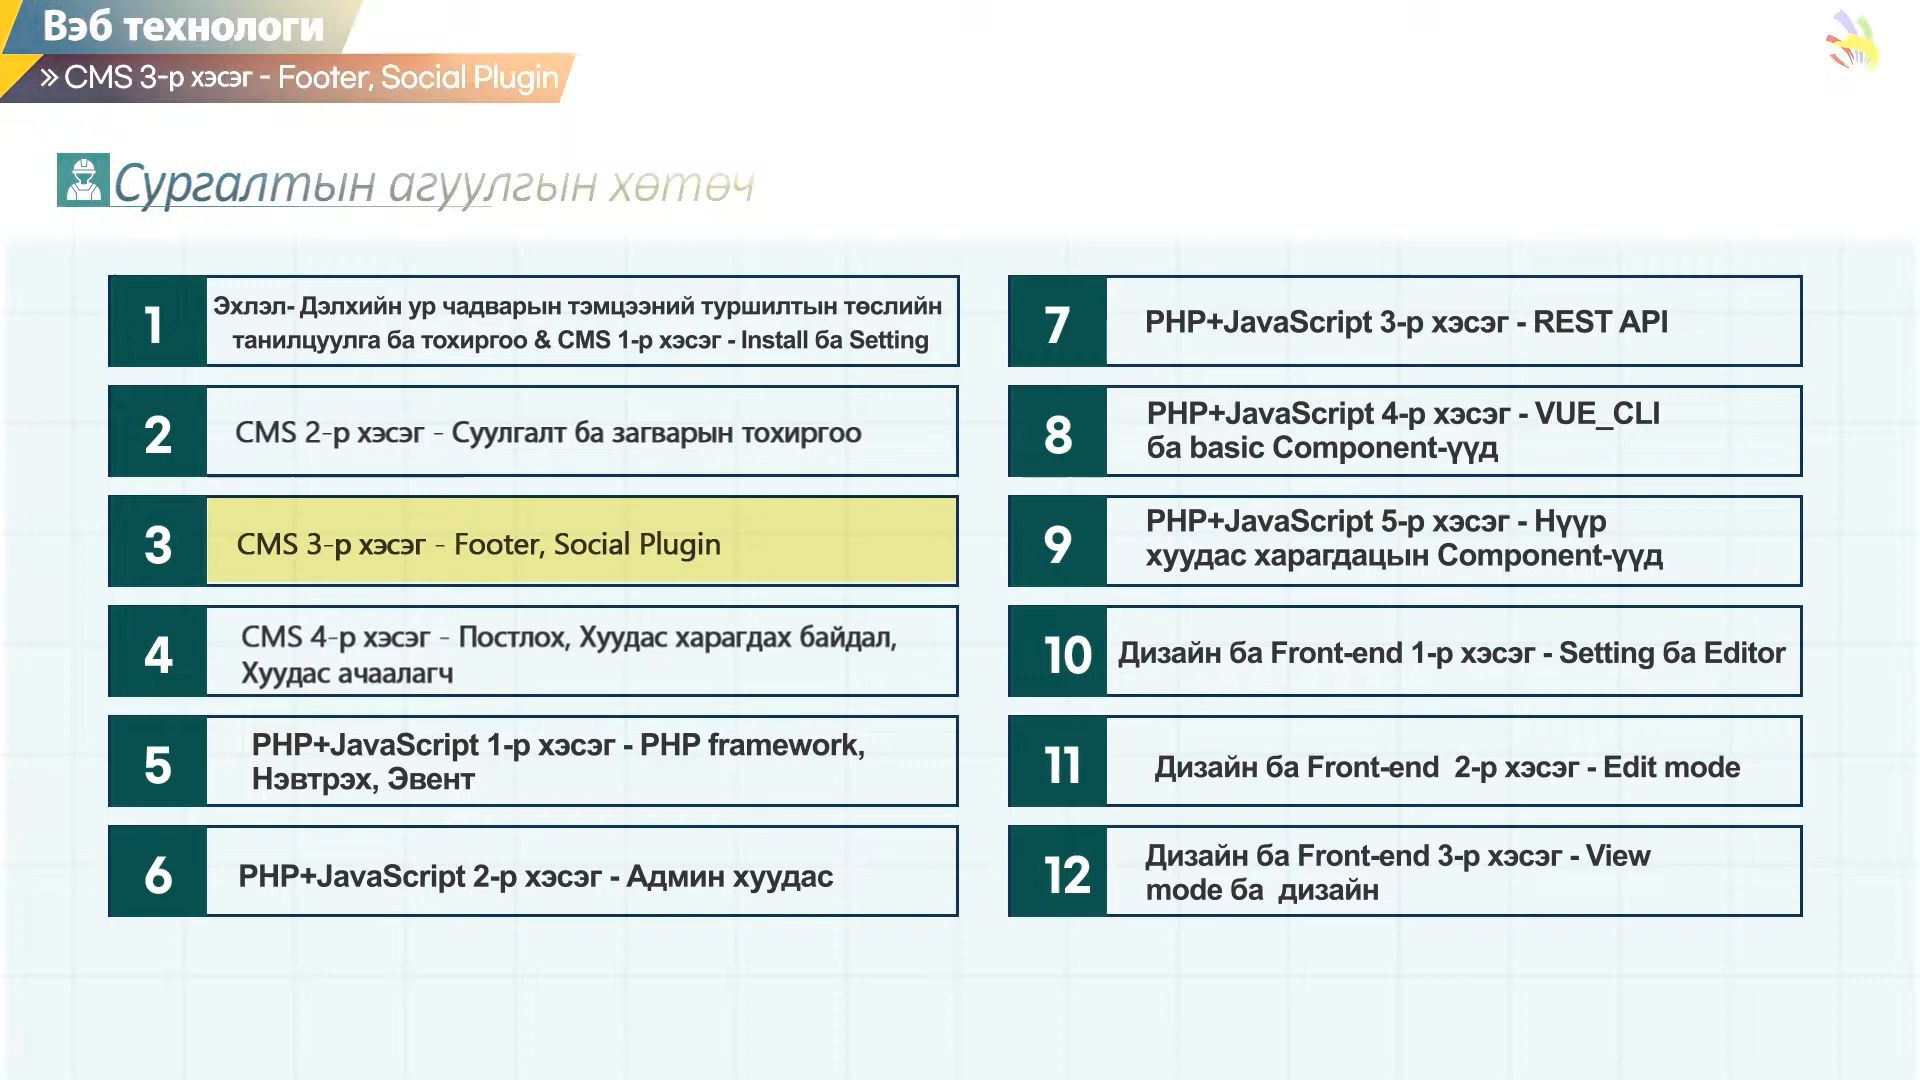 Вэб технологи
» CMS 3-р хэсэг - Footer, Social Plugin
Сургалтын агуулгын хөтөч
1
Эхлэл- Дэлхийн ур чадварын тэмцээний туршилтын төслийн
танилцуулга ба тохиргоо & CMS 1-р хэсэг - Install ба Setting
2
CMS 2-р хэсэг - Суулгалт ба загварын тохиргоо
3
CMS 3-р хэсэг - Footer, Social Plugin
4
CMS 4-р хэсэг - Постлох, Хуудас харагдах байдал,
Хуудас ачаалагч
5
PHP+JavaScript 1-р хэсэг - PHP framework,
Нэвтрэх, Эвент
6
PHP+JavaScript 2-р хэсэг - Админ хуудас
7
PHP+JavaScript 3-р хэсэг - REST API
8
PHP+JavaScript 4-р хэсэг - VUE_CLI
ба basic Component-үүд
9
PHP+JavaScript 5-р хэсэг - Нүүр
хуудас харагдацын Component-үүд
10
Дизайн ба Front-end 1-р хэсэг - Setting ба Editor
11
Дизайн ба Front-end 2-р хэсэг - Edit mode
12
Дизайн ба Front-end 3-р хэсэг - View
mode ба дизайн